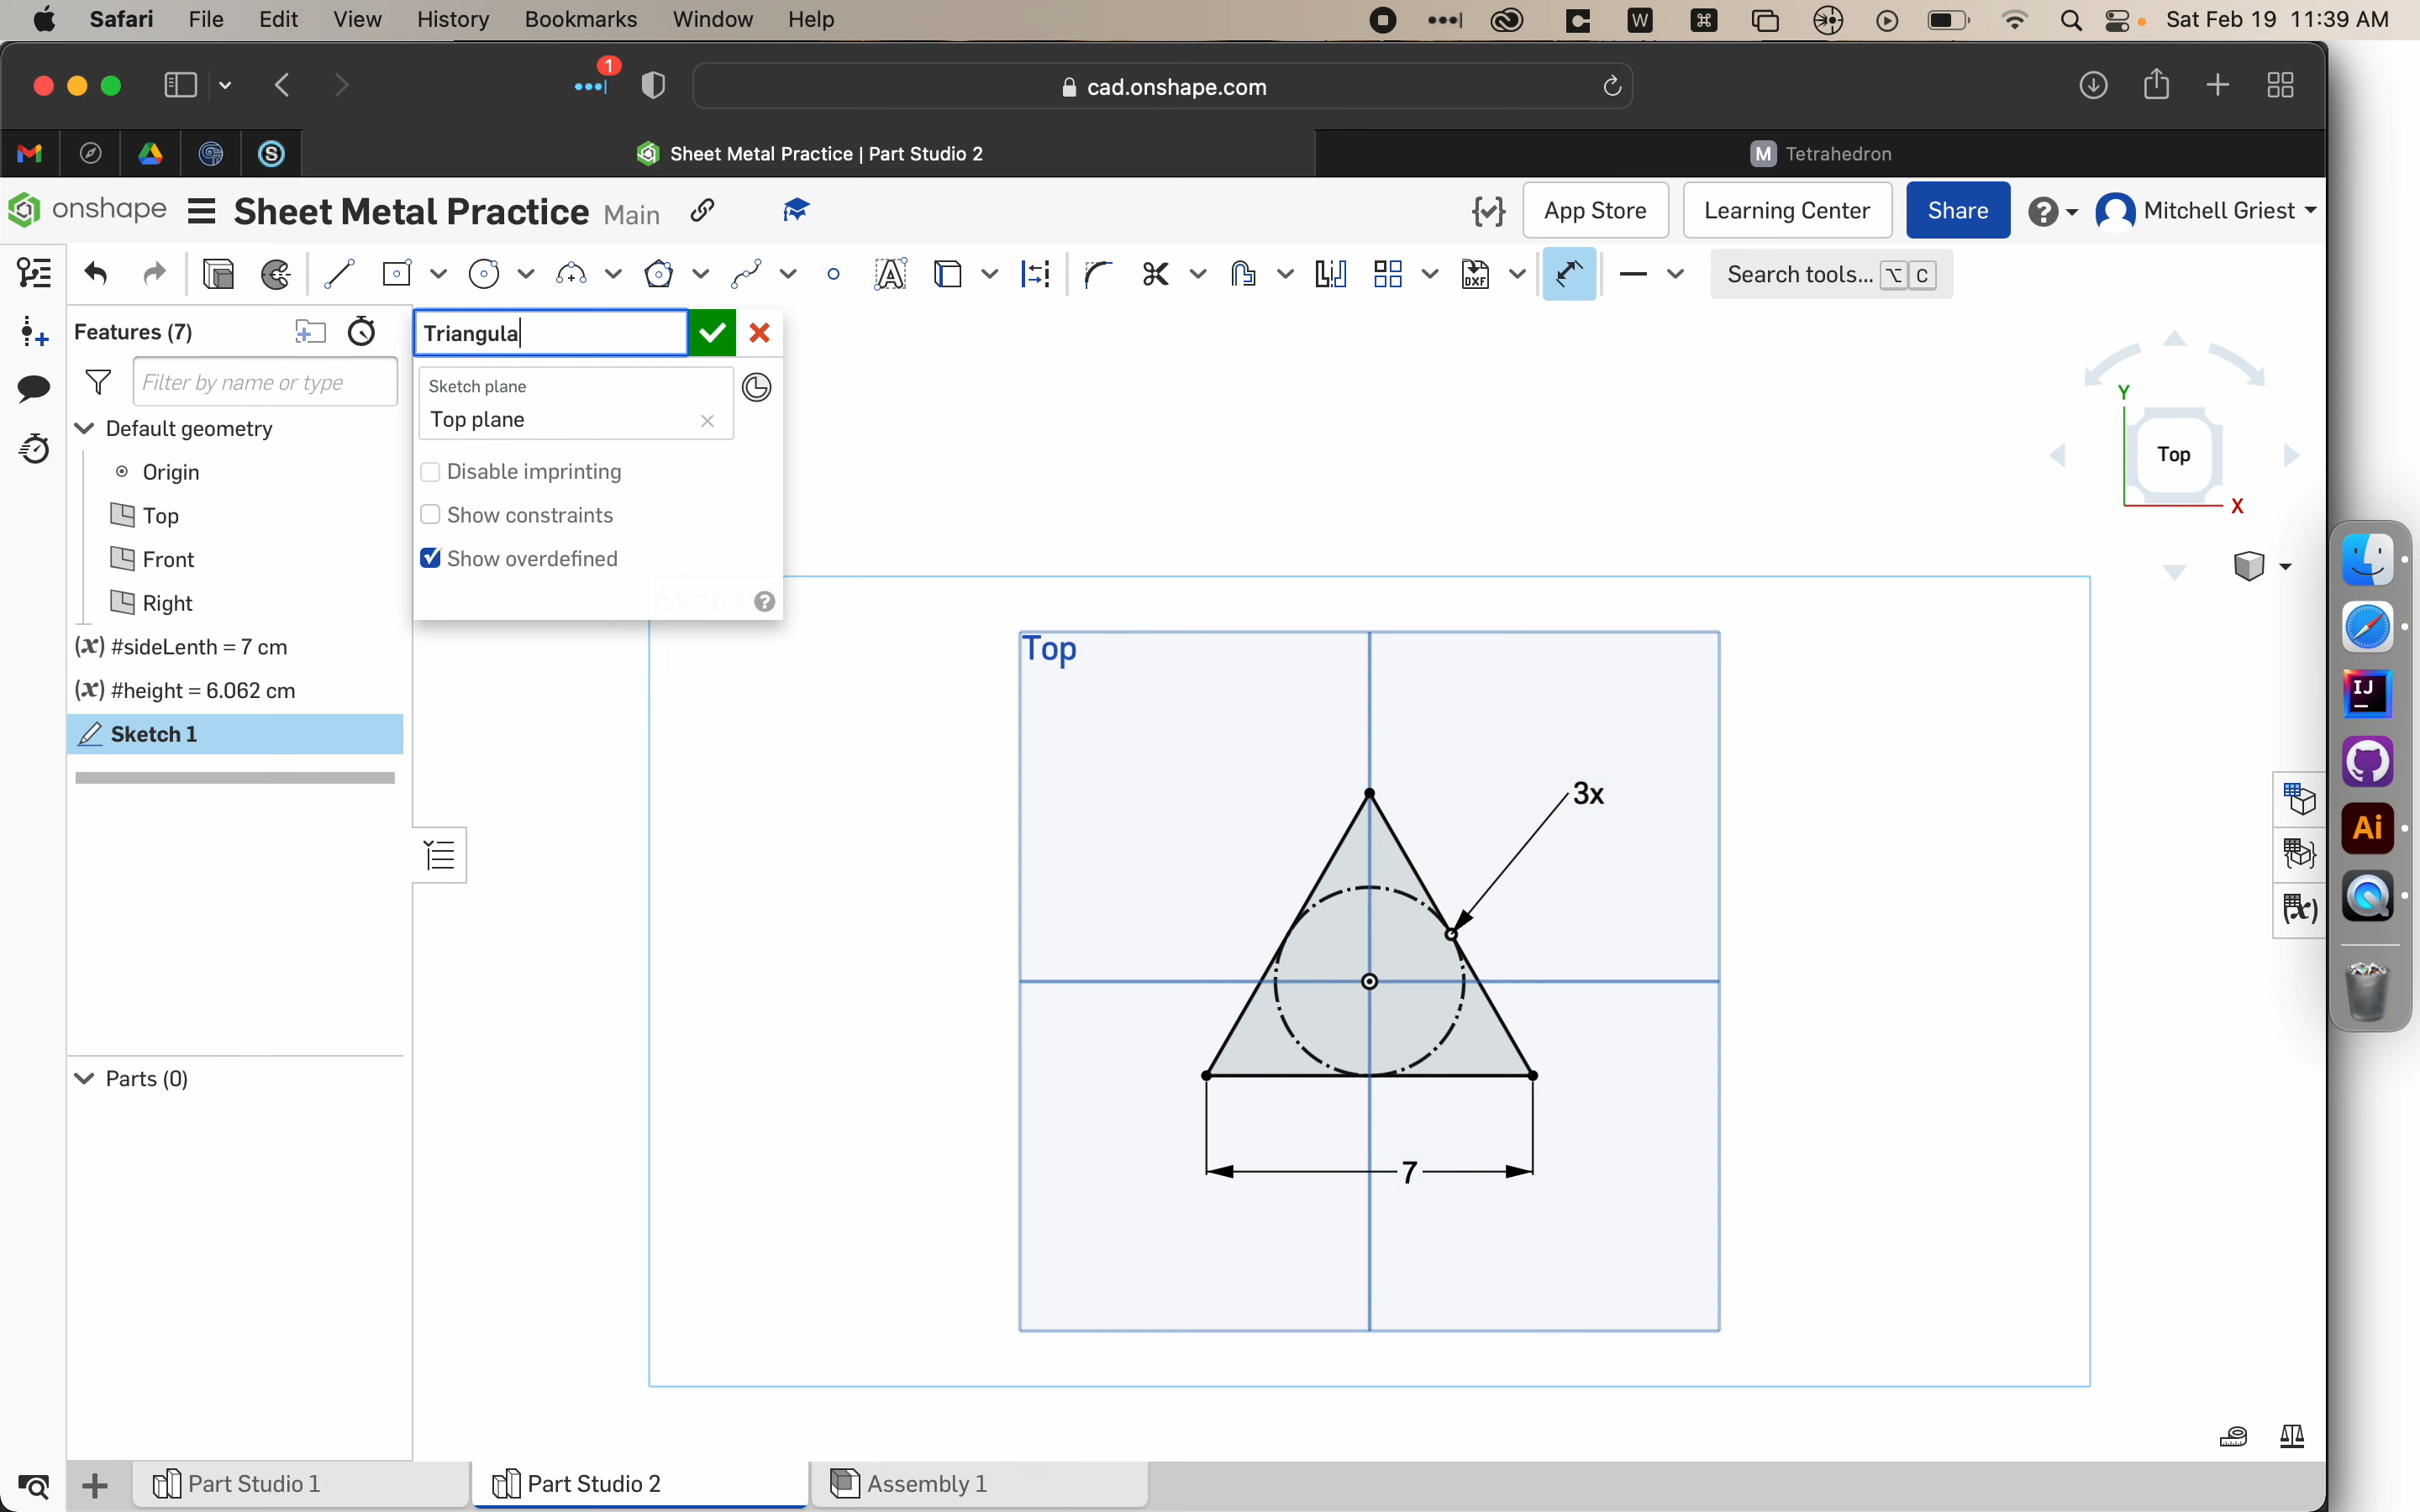 Safari File Edit View History Bookmarks Window Help W Sat Feb 19 11:39 AM
1
cad.onshape.com
S Sheet Metal Practice | Part Studio 2 M Tetrahedron
onshape Sheet Metal Practice Main App Store Learning Center Share ? Mitchell Griest
A DXF Search tools... ⌥ C
Features (7)
Triangula
Filter by name or type
Sketch plane
Top plane
Disable imprinting
Show constraints
Show overdefined
?
Default geometry
Origin
Top
Front
Right
(x) #sideLenth = 7 cm
(x) #height = 6.062 cm
Sketch 1
Parts (0)
Y
Top
X
Top
3x
7
(x)
IJ
Ai
Part Studio 1 Part Studio 2 Assembly 1